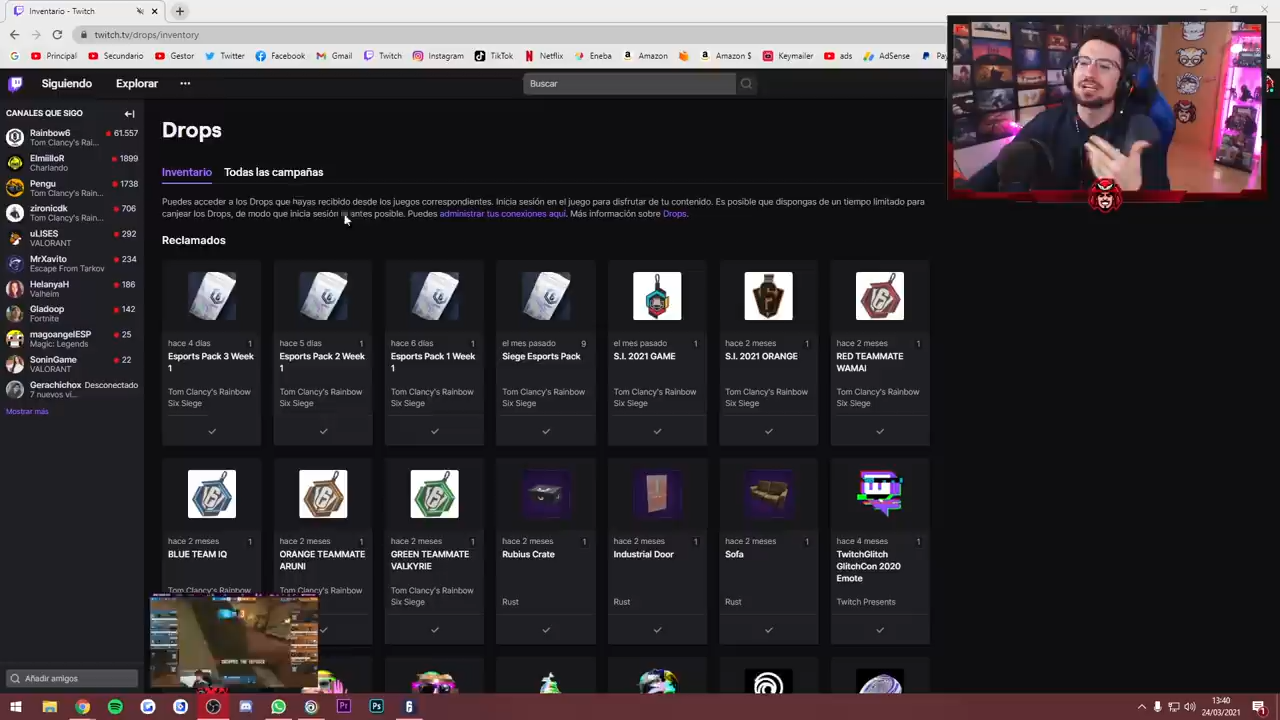 Inventario - Twitch
twitch.tv/drops/inventory
Principal
Secundario
Gestor
Twitter
Facebook
Gmail
Twitch
Instagram
TikTok
Netflix
Eneba
Amazon
Amazon $
Keymailer
ads
AdSense
Siguiendo
Explorar
Buscar
CANALES QUE SIGO
Rainbow6 61.557
Tom Clancy's Rai...
ElmiilloR 1899
Charlando
Pengu 1738
Tom Clancy's Rain...
zironicdk 706
Tom Clancy's Rain...
uLISES 292
VALORANT
MrXavito 234
Escape From Tarkov
HelanyaH 186
Valheim
Gladoop 142
Fortnite
magoangelESP 25
Magic: Legends
SoninGame 22
VALORANT
Gerachichox Desconectado
7 nuevos ví...
Mostrar más
Añadir amigos
Drops
Inventario
Todas las campañas
Puedes acceder a los Drops que hayas recibido desde los juegos correspondientes. Inicia sesión en el juego para disfrutar de tu contenido. Es posible que dispongas de un tiempo limitado para
canjear los Drops, de modo que inicia sesión antes posible. Puedes administrar tus conexiones aquí. Más información sobre Drops.
Reclamados
hace 4 días 1
Esports Pack 3 Week
1
Tom Clancy's Rainbow
Six Siege
hace 5 días 1
Esports Pack 2 Week
1
Tom Clancy's Rainbow
Six Siege
hace 6 días 1
Esports Pack 1 Week
1
Tom Clancy's Rainbow
Six Siege
el mes pasado 9
Siege Esports Pack
Tom Clancy's Rainbow
Six Siege
el mes pasado 1
S.I. 2021 GAME
Tom Clancy's Rainbow
Six Siege
hace 2 meses 1
S.I. 2021 ORANGE
Tom Clancy's Rainbow
Six Siege
hace 2 meses 1
RED TEAMMATE
WAMAI
Tom Clancy's Rainbow
Six Siege
hace 2 meses 1
BLUE TEAM IQ
Tom Clancy's Rainbow
hace 2 meses 1
ORANGE TEAMMATE
ARUNI
Tom Clancy's Rainbow
hace 2 meses 1
GREEN TEAMMATE
VALKYRIE
Tom Clancy's Rainbow
Six Siege
hace 2 meses 1
Rubius Crate
Rust
hace 2 meses 1
Industrial Door
Rust
hace 2 meses 1
Sofa
Rust
hace 4 meses 1
TwitchGlitch
GlitchCon 2020
Emote
Twitch Presents
DROPPED THE DEFUSER
13:40
24/03/2021